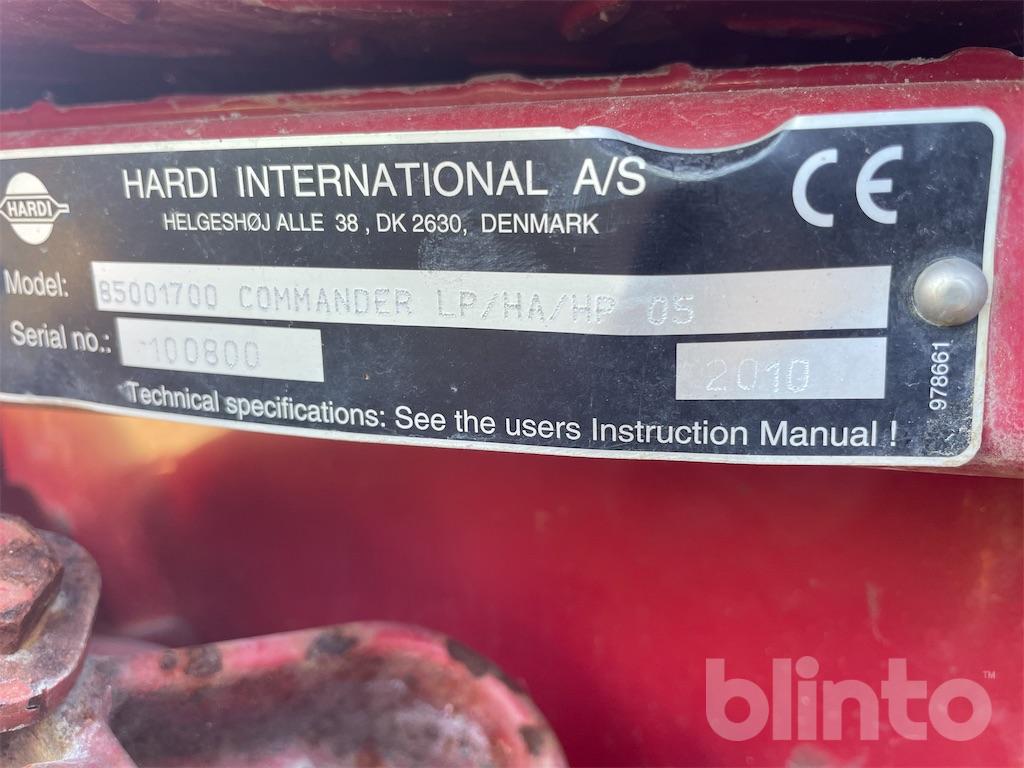 HARDI INTERNATIONAL A/S
CE
HELGESHØJ ALLE 38 , DK 2630, DENMARK
HARDI
Model: 85001700 COMMANDER LP/HA/HP 05
Serial no.: 100800
2010
978661
Technical specifications: See the users Instruction Manual !
blinto™